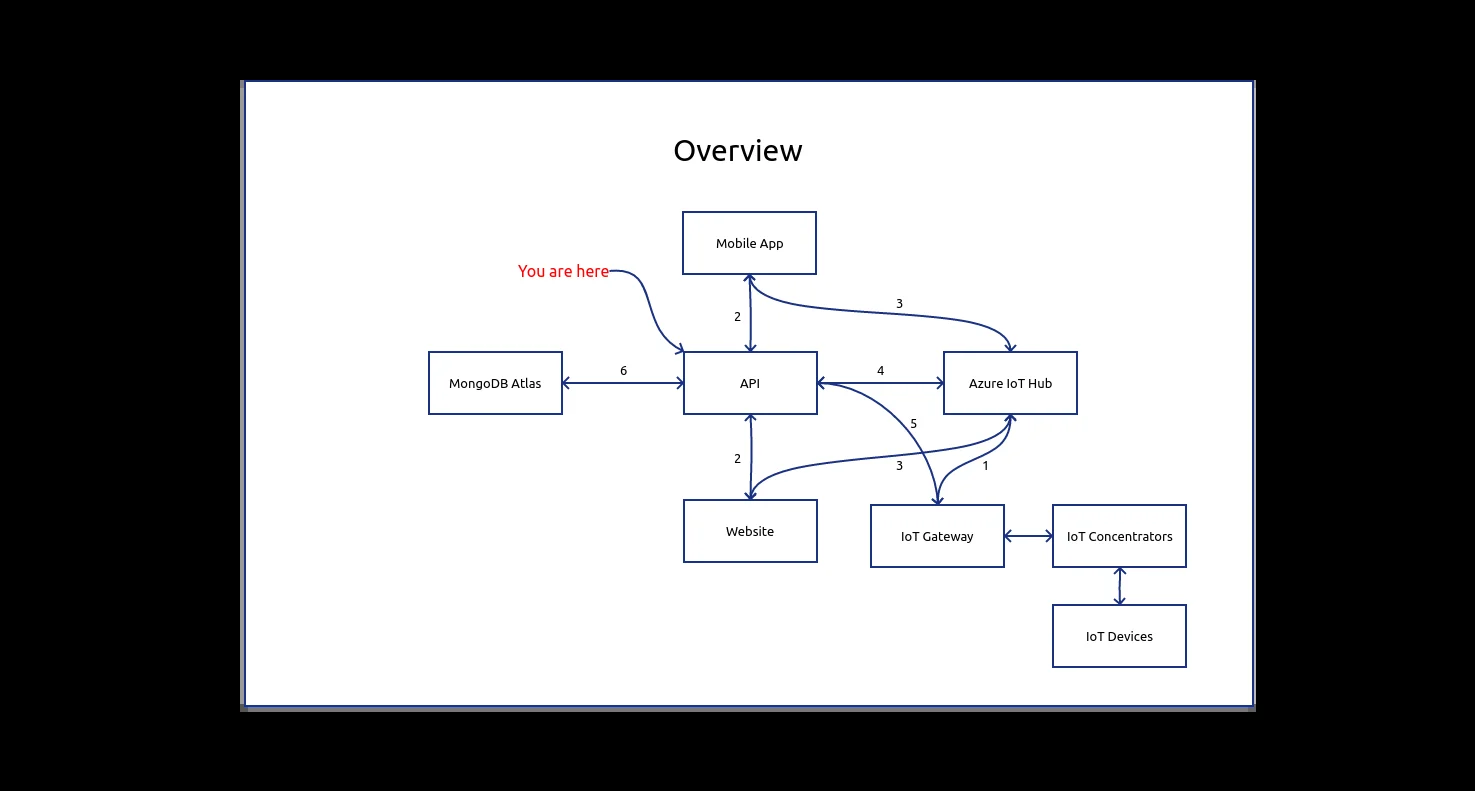 Overview
Mobile App
You are here
3
2
MongoDB Atlas
6
API
4
Azure IoT Hub
5
2
3
1
Website
IoT Gateway
IoT Concentrators
IoT Devices